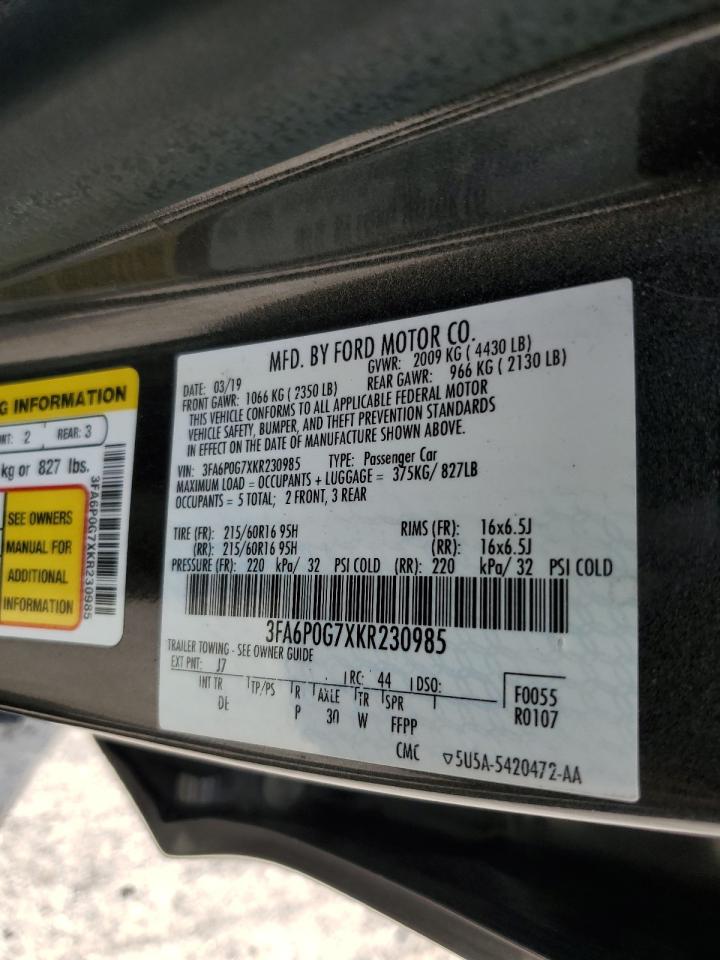 G INFORMATION
NT: 2 REAR: 3
kg or 827 lbs.
SEE OWNERS
MANUAL FOR
ADDITIONAL
INFORMATION
3FA6P0G7XKR230985
MFD. BY FORD MOTOR CO.
DATE: 03/19 GVWR: 2009 KG ( 4430 LB)
FRONT GAWR: 1066 KG ( 2350 LB) REAR GAWR: 966 KG ( 2130 LB)
THIS VEHICLE CONFORMS TO ALL APPLICABLE FEDERAL MOTOR
VEHICLE SAFETY, BUMPER, AND THEFT PREVENTION STANDARDS
IN EFFECT ON THE DATE OF MANUFACTURE SHOWN ABOVE.
VIN: 3FA6P0G7XKR230985 TYPE: Passenger Car
MAXIMUM LOAD = OCCUPANTS + LUGGAGE = 375KG/ 827LB
OCCUPANTS = 5 TOTAL; 2 FRONT, 3 REAR
TIRE (FR): 215/60R16 95H RIMS (FR): 16x6.5J
(RR): 215/60R16 95H (RR): 16x6.5J
PRESSURE (FR): 220 kPa/ 32 PSI COLD (RR): 220 kPa/ 32 PSI COLD
3FA6P0G7XKR230985
TRAILER TOWING - SEE OWNER GUIDE
EXT PNT: J7 RC: 44 DSO:
INT TR TP/PS R AXLE TR SPR
DE P 30 W FFPP
F0055
R0107
CMC ▽5U5A-5420472-AA